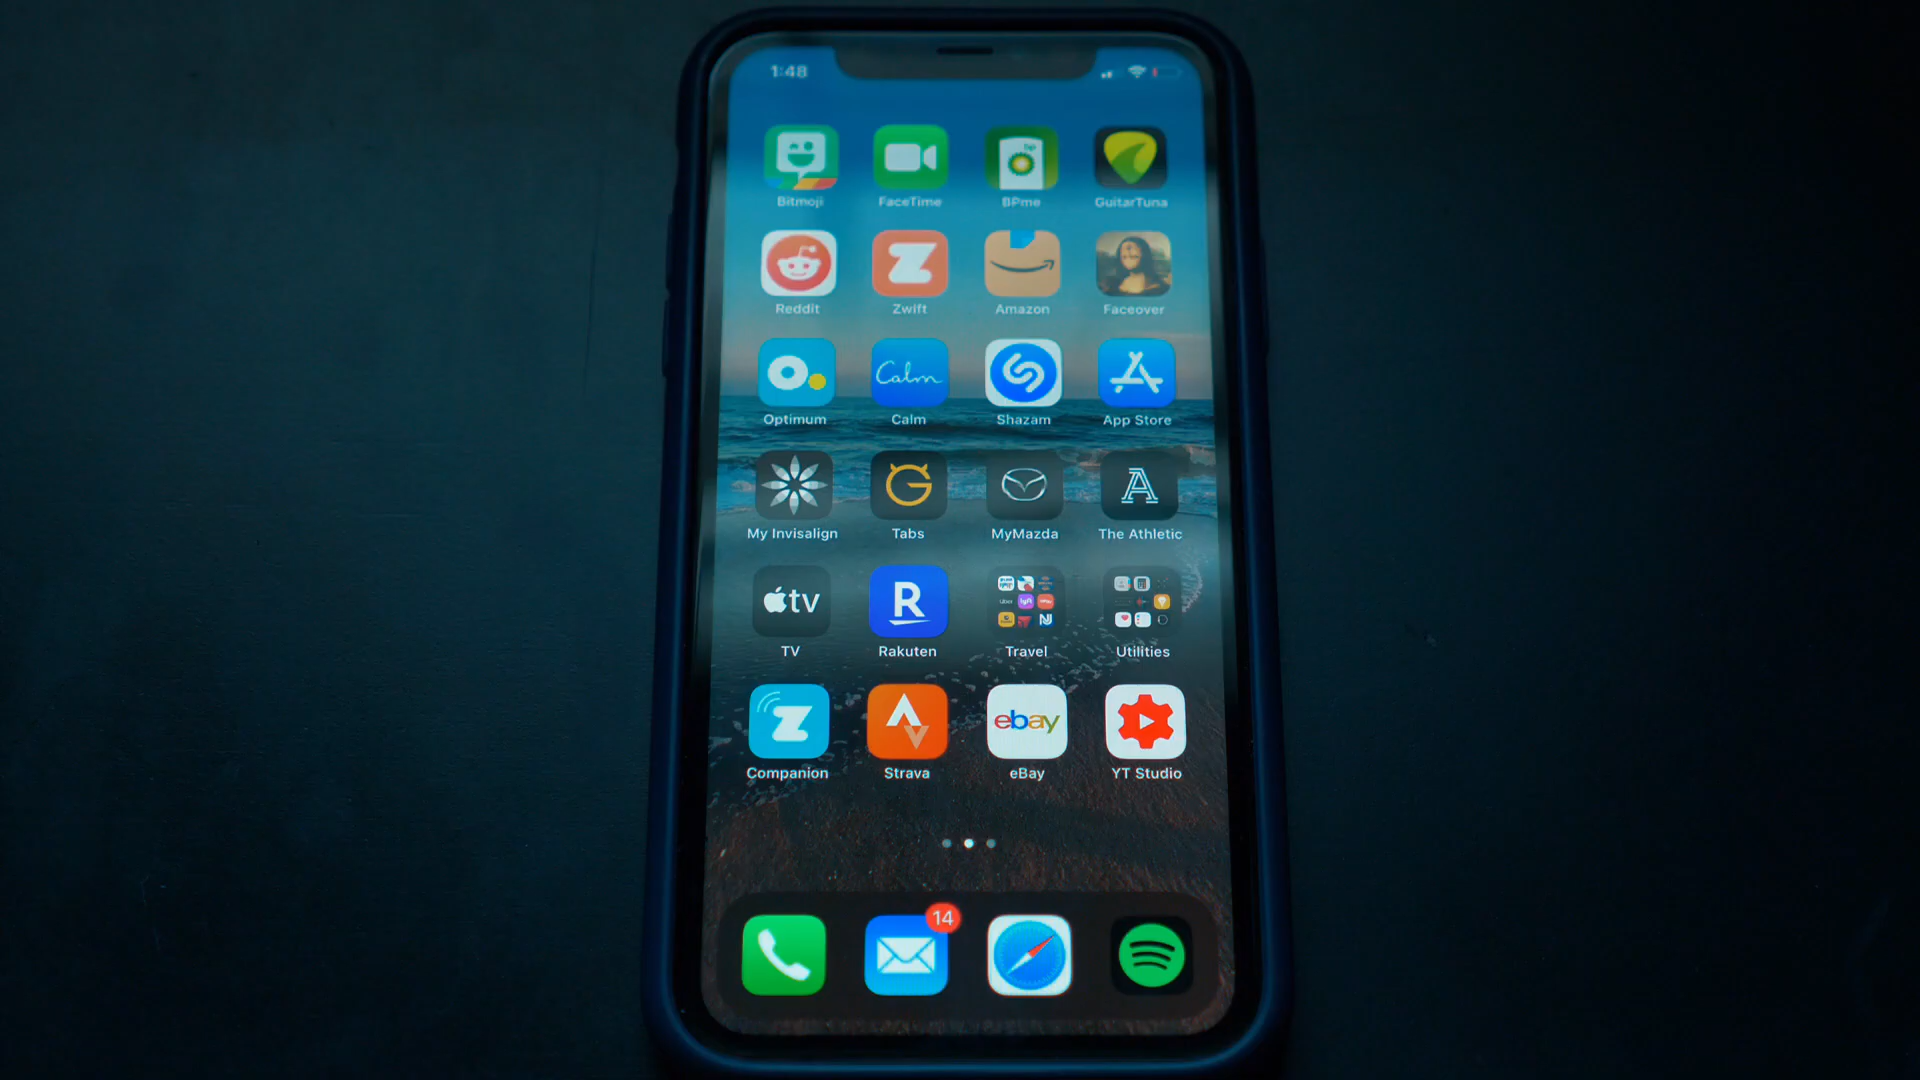 1:48
Bitmoji FaceTime BPme GuitarTuna
Reddit Zwift Amazon Faceover
Calm
Optimum Calm Shazam App Store
My Invisalign Tabs MyMazda The Athletic
tv R
TV Rakuten Travel Utilities
ebay
Companion Strava eBay YT Studio
14